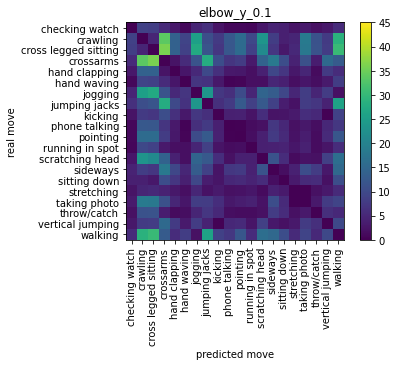 elbow_y_0.1
real move
checking watch
crawling
cross legged sitting
crossarms
hand clapping
hand waving
jogging
jumping jacks
kicking
phone talking
pointing
running in spot
scratching head
sideways
sitting down
stretching
taking photo
throw/catch
vertical jumping
walking
checking watch
crawling
cross legged sitting
crossarms
hand clapping
hand waving
jogging
jumping jacks
kicking
phone talking
pointing
running in spot
scratching head
sideways
sitting down
stretching
taking photo
throw/catch
vertical jumping
walking
predicted move
45
40
35
30
25
20
15
10
5
0